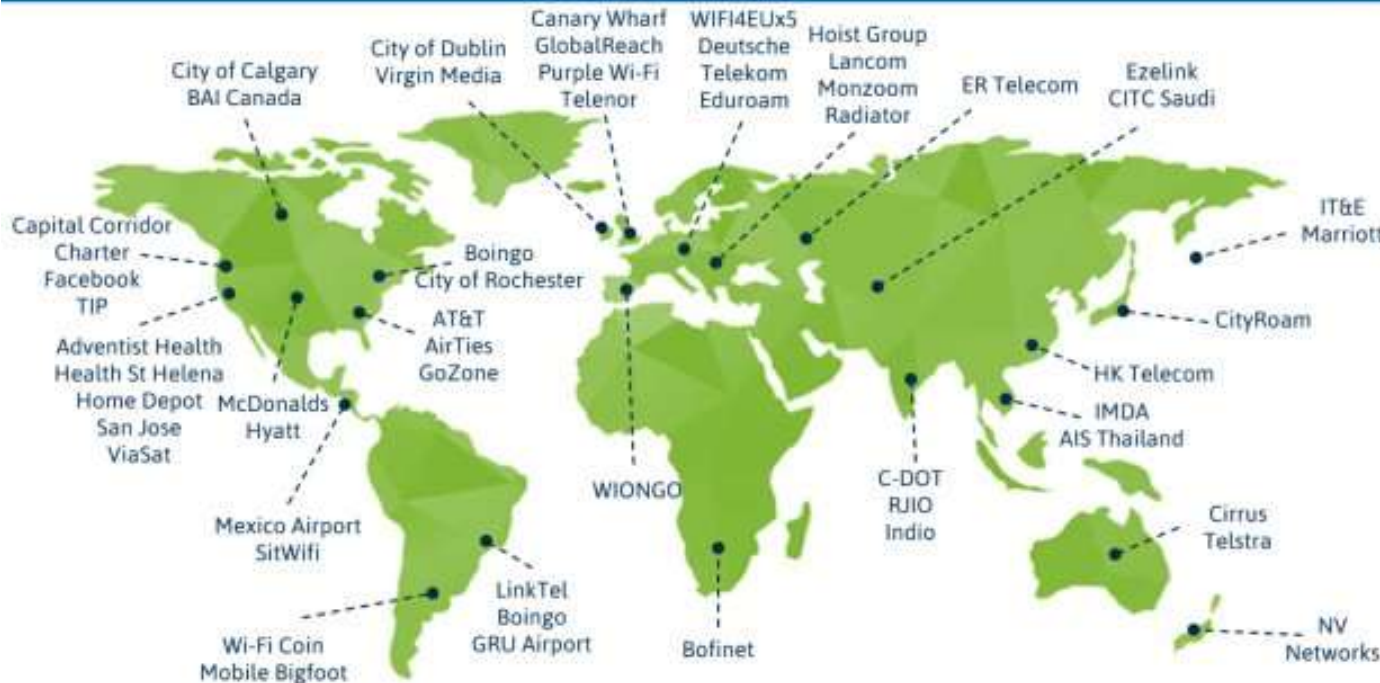 City of Calgary
BAI Canada
City of Dublin
Virgin Media
Canary Wharf
GlobalReach
Purple Wi-Fi
Telenor
WIFI4EUx5
Deutsche
Telekom
Eduroam
Hoist Group
Lancom
Monzoom
Radiator
ER Telecom
Ezelink
CITC Saudi
Capital Corridor
Charter
Facebook
TIP
Boingo
City of Rochester
IT&E
Marriott
Adventist Health
Health St Helena
Home Depot
San Jose
ViaSat
McDonalds
Hyatt
AT&T
AirTies
GoZone
CityRoam
HK Telecom
IMDA
AIS Thailand
Mexico Airport
SitWifi
WIONGO
C-DOT
RJIO
Indio
Cirrus
Telstra
Wi-Fi Coin
Mobile Bigfoot
LinkTel
Boingo
GRU Airport
Bofinet
NV
Networks